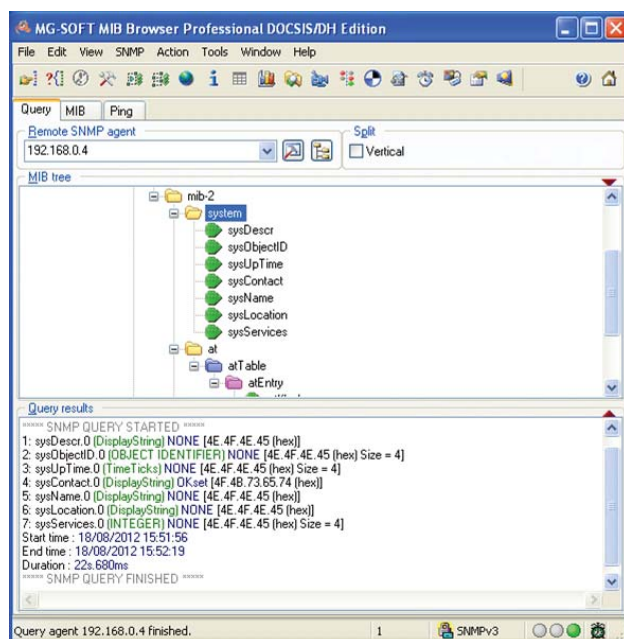 MG-SOFT MIB Browser Professional DOCSIS/DH Edition
File Edit View SNMP Action Tools Window Help
Query MIB Ping
Remote SNMP agent
Split
192.168.0.4
Vertical
MIB tree
mib-2
system
sysDescr
sysObjectID
sysUpTime
sysContact
sysName
sysLocation
sysServices
at
atTable
atEntry
Query results
***** SNMP QUERY STARTED *****
1: sysDescr.0 (DisplayString) NONE [4E.4F.4E.45 (hex)]
2: sysObjectID.0 (OBJECT IDENTIFIER) NONE [4E.4F.4E.45 (hex) Size = 4]
3: sysUpTime.0 (TimeTicks) NONE [4E.4F.4E.45 (hex) Size = 4]
4: sysContact.0 (DisplayString) OKset [4F.4B.73.65.74 (hex)]
5: sysName.0 (DisplayString) NONE [4E.4F.4E.45 (hex)]
6: sysLocation.0 (DisplayString) NONE [4E.4F.4E.45 (hex)]
7: sysServices.0 (INTEGER) NONE [4E.4F.4E.45 (hex) Size = 4]
Start time : 18/08/2012 15:51:56
End time : 18/08/2012 15:52:19
Duration : 22s.680ms
***** SNMP QUERY FINISHED *****
Query agent 192.168.0.4 finished. 1 SNMPv3